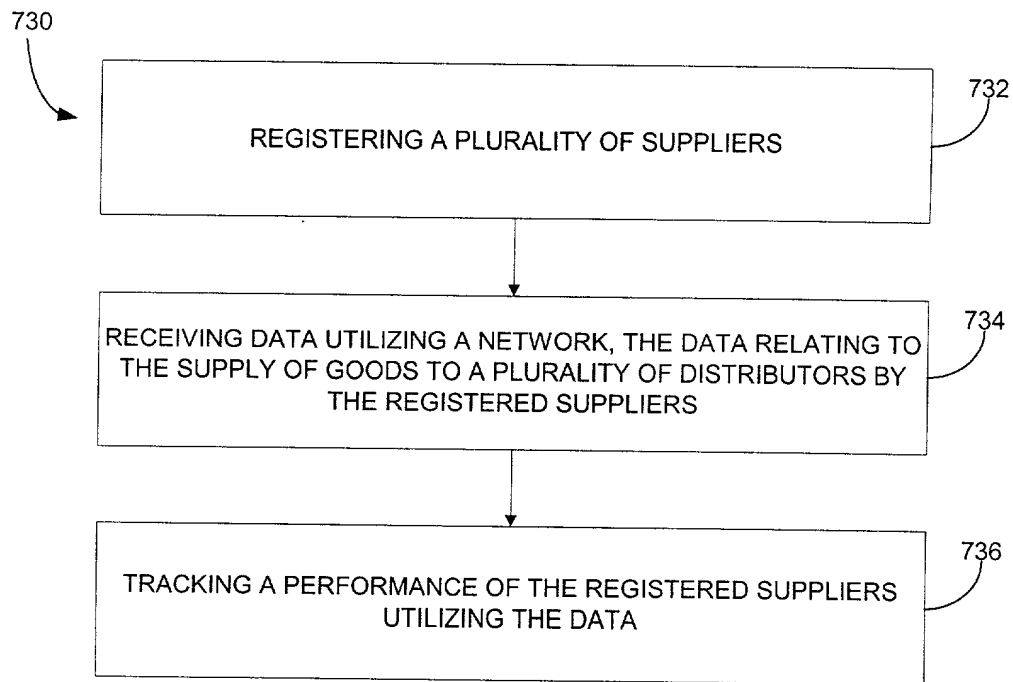 730
732
REGISTERING A PLURALITY OF SUPPLIERS
734
RECEIVING DATA UTILIZING A NETWORK, THE DATA RELATING TO
THE SUPPLY OF GOODS TO A PLURALITY OF DISTRIBUTORS BY
THE REGISTERED SUPPLIERS
736
TRACKING A PERFORMANCE OF THE REGISTERED SUPPLIERS
UTILIZING THE DATA